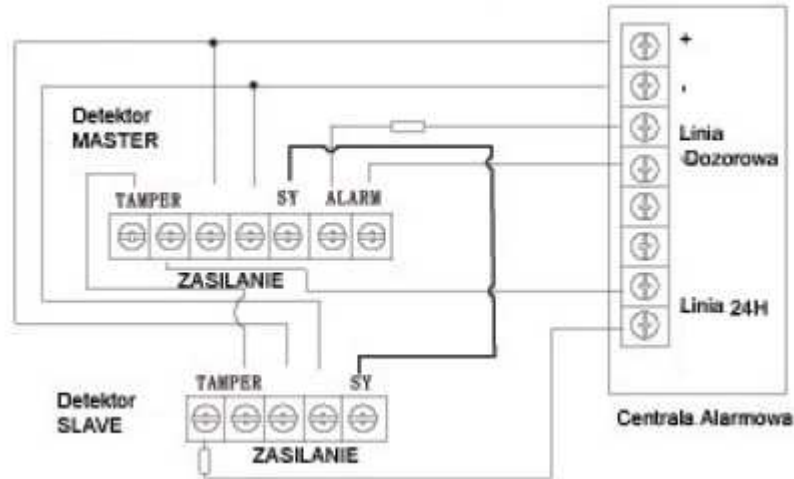 +
-
Detektor
MASTER
Linia
Dozorowa
TAMPER SY ALARM
ZASILANIE
Linia 24H
TAMPER SY
Detektor
SLAVE
ZASILANIE
Centrala Alarmowa